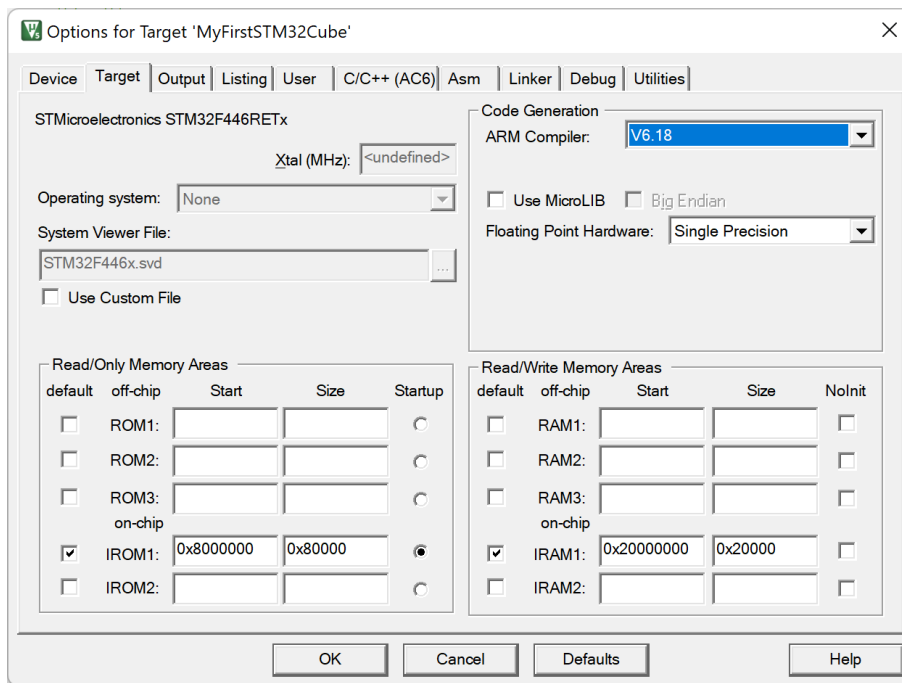 Options for Target 'MyFirstSTM32Cube'
Device Target Output Listing User C/C++ (AC6) Asm Linker Debug Utilities
STMicroelectronics STM32F446RETx
Xtal (MHz): <undefined>
Operating system: None
System Viewer File:
STM32F446x.svd ...
Use Custom File
Code Generation
ARM Compiler: V6.18
Use MicroLIB Big Endian
Floating Point Hardware: Single Precision
Read/Only Memory Areas
default off-chip Start Size Startup
ROM1:
ROM2:
ROM3:
on-chip
IROM1: 0x8000000 0x80000
IROM2:
Read/Write Memory Areas
default off-chip Start Size NoInit
RAM1:
RAM2:
RAM3:
on-chip
IRAM1: 0x20000000 0x20000
IRAM2:
OK Cancel Defaults Help